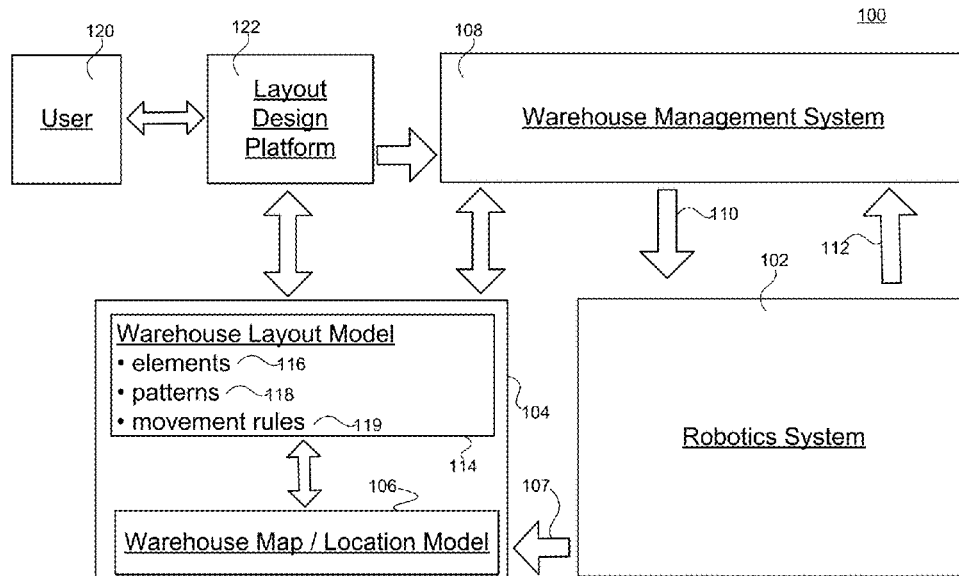 100
120
User
122
Layout
Design
Platform
108
Warehouse Management System
110
112
102
Warehouse Layout Model
• elements 116
• patterns 118
• movement rules 119
104
114
Robotics System
106
107
Warehouse Map / Location Model